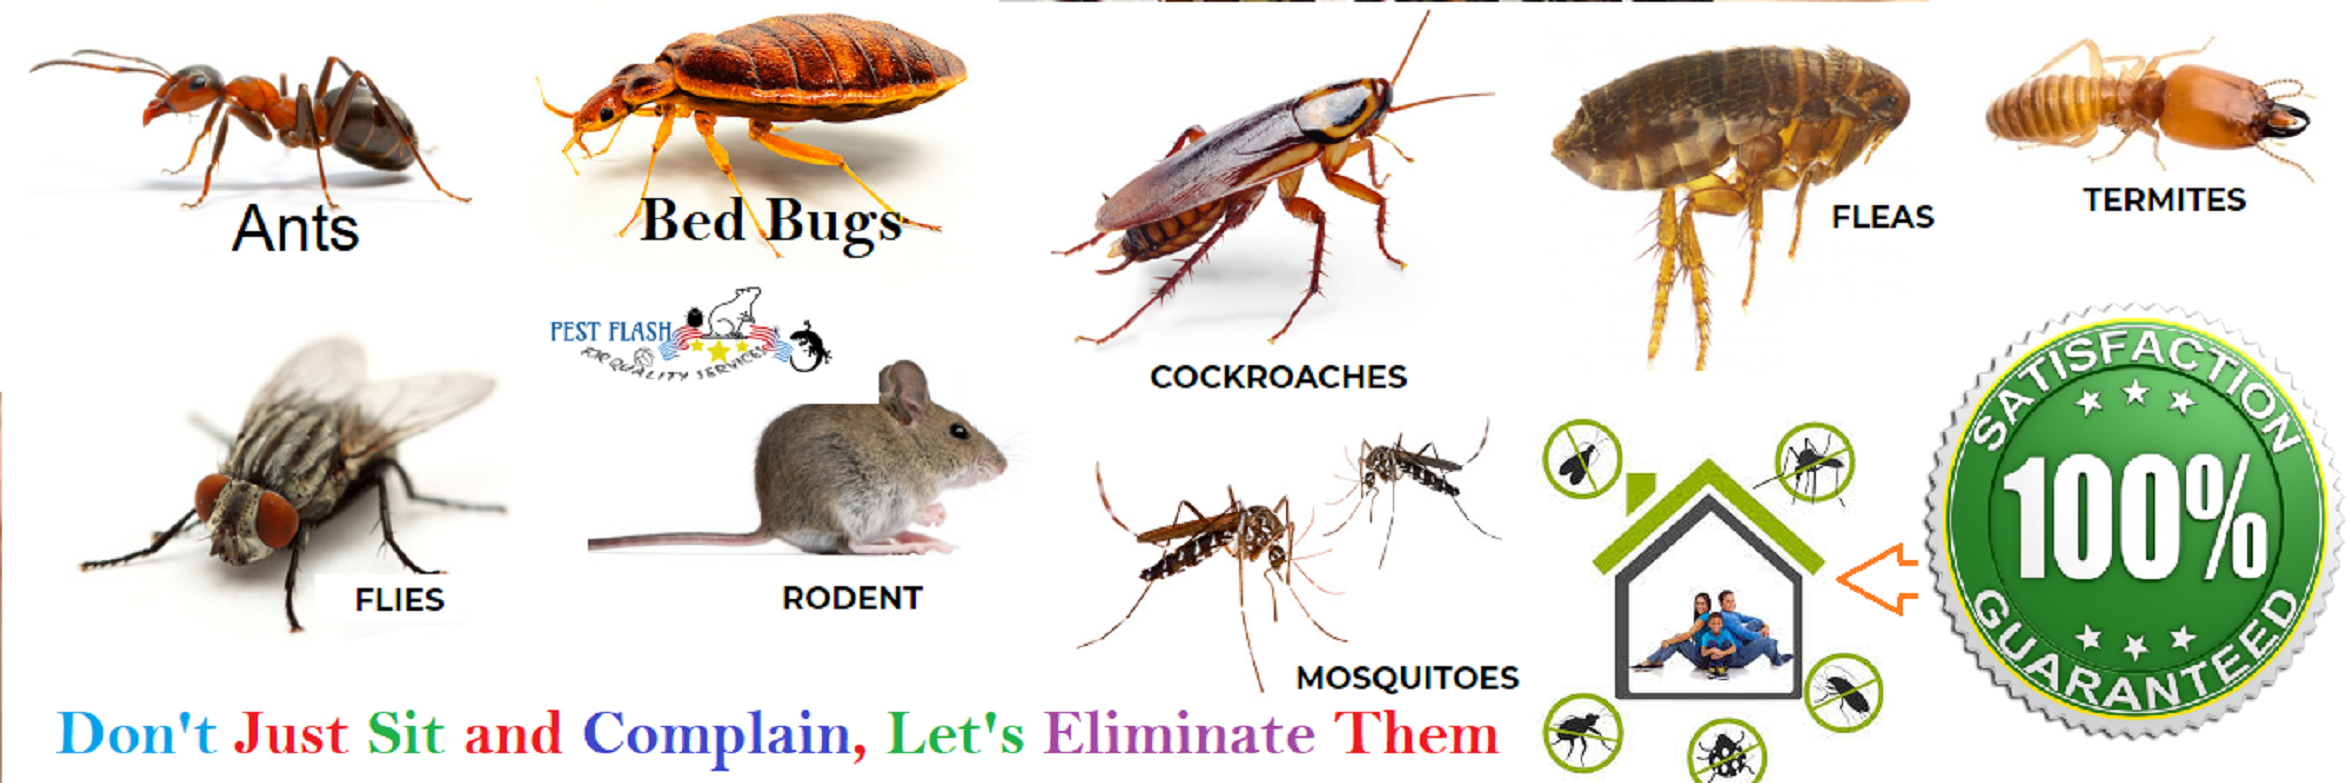 Ants
Bed Bugs
COCKROACHES
FLEAS
TERMITES
PEST FLASH
FOR QUALITY SERVICES
FLIES
RODENT
MOSQUITOES
SATISFACTION
100%
GUARANTEED
Don't Just Sit and Complain, Let's Eliminate Them